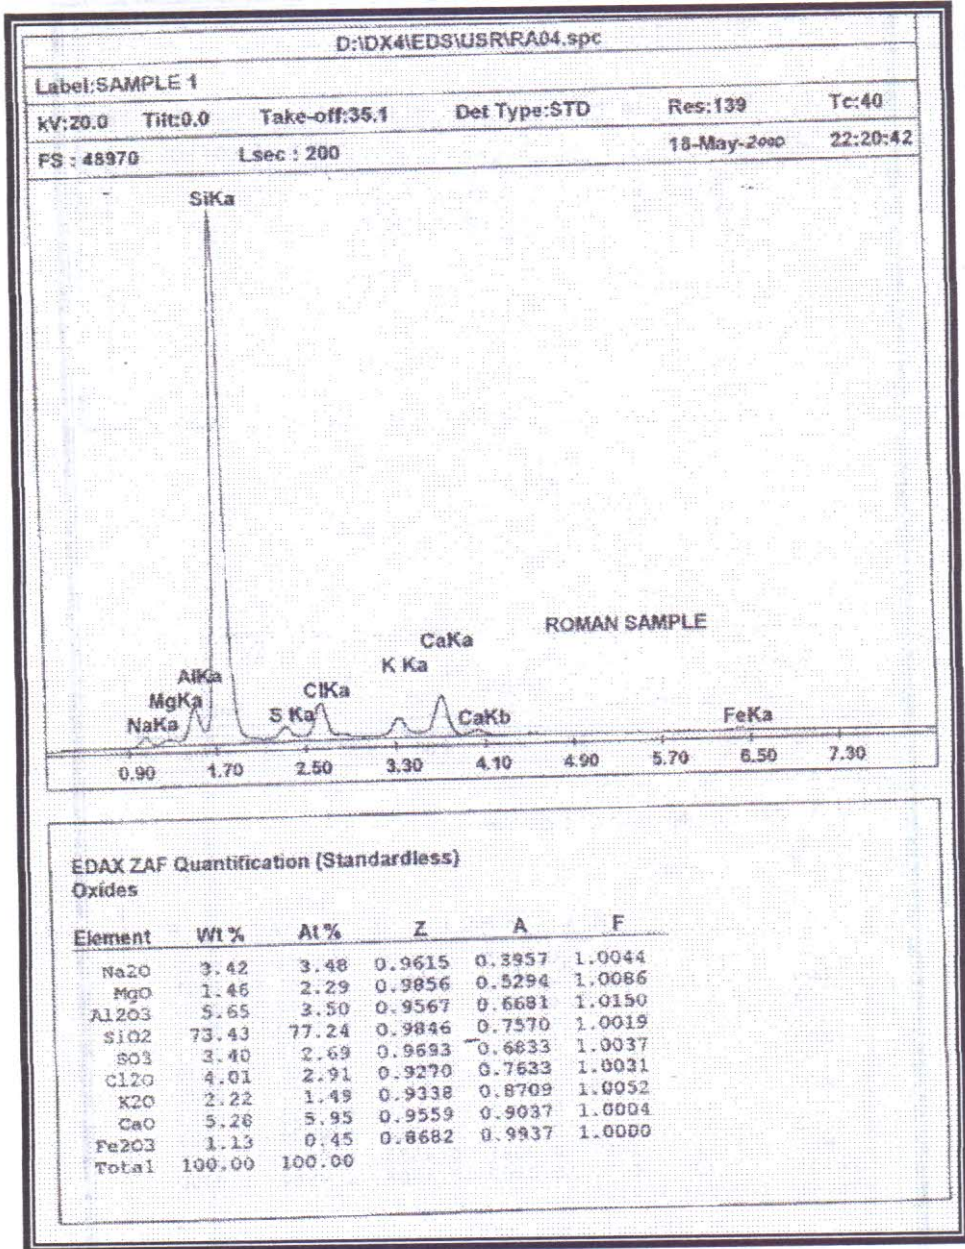 D:\DX4\EDS\USR\RA04.spc
Label:SAMPLE 1
kV:20.0 Tilt:0.0 Take-off:35.1 Det Type:STD Res:139 Tc:40
FS : 48970 Lsec : 200 18-May-2000 22:20:42
SiKa
ROMAN SAMPLE
CaKa
K Ka
AlKa
ClKa
MgKa
S Ka
CaKb
FeKa
NaKa
0.90 1.70 2.50 3.30 4.10 4.90 5.70 6.50 7.30
EDAX ZAF Quantification (Standardless)
Oxides
Element Wt % At % Z A F
Na2O 3.42 3.48 0.9615 0.3957 1.0044
MgO 1.46 2.29 0.9856 0.5294 1.0086
Al2O3 5.65 3.50 0.9567 0.6681 1.0150
SiO2 73.43 77.24 0.9846 0.7570 1.0019
SO3 3.40 2.69 0.9693 0.6833 1.0037
Cl2O 4.01 2.91 0.9270 0.7633 1.0031
K2O 2.22 1.49 0.9338 0.8709 1.0052
CaO 5.28 5.95 0.9559 0.9037 1.0004
Fe2O3 1.13 0.45 0.8682 0.9937 1.0000
Total 100.00 100.00